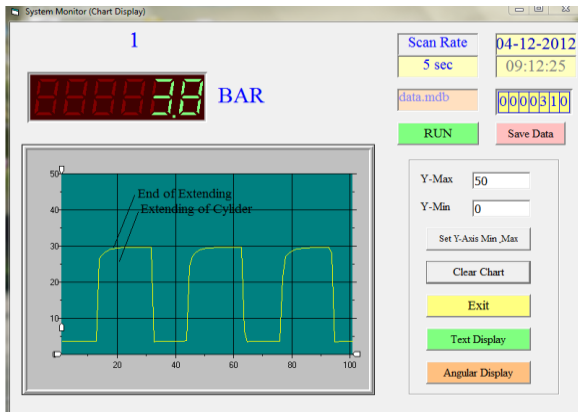 System Monitor (Chart Display)
1
Scan Rate
04-12-2012
5 sec
09:12:25
3.8
BAR
data.mdb
0000310
RUN
Save Data
50
End of Extending
Extending of Cylider
40
30
20
10
0
20
40
60
80
100
Y-Max
50
Y-Min
0
Set Y-Axis Min ,Max
Clear Chart
Exit
Text Display
Angular Display